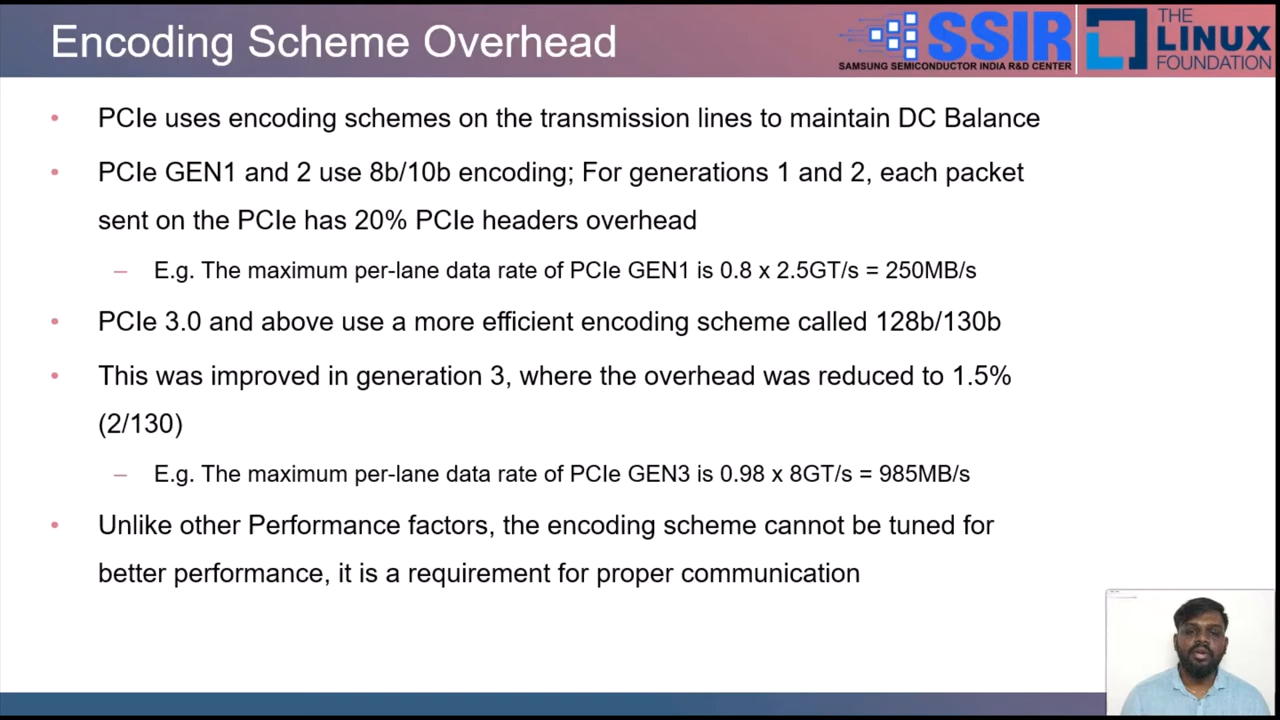 Encoding Scheme Overhead
SSIR
SAMSUNG SEMICONDUCTOR INDIA R&D CENTER
THE
LINUX
FOUNDATION
• PCIe uses encoding schemes on the transmission lines to maintain DC Balance
• PCIe GEN1 and 2 use 8b/10b encoding; For generations 1 and 2, each packet
sent on the PCIe has 20% PCIe headers overhead
– E.g. The maximum per-lane data rate of PCIe GEN1 is 0.8 x 2.5GT/s = 250MB/s
• PCIe 3.0 and above use a more efficient encoding scheme called 128b/130b
• This was improved in generation 3, where the overhead was reduced to 1.5%
(2/130)
– E.g. The maximum per-lane data rate of PCIe GEN3 is 0.98 x 8GT/s = 985MB/s
• Unlike other Performance factors, the encoding scheme cannot be tuned for
better performance, it is a requirement for proper communication